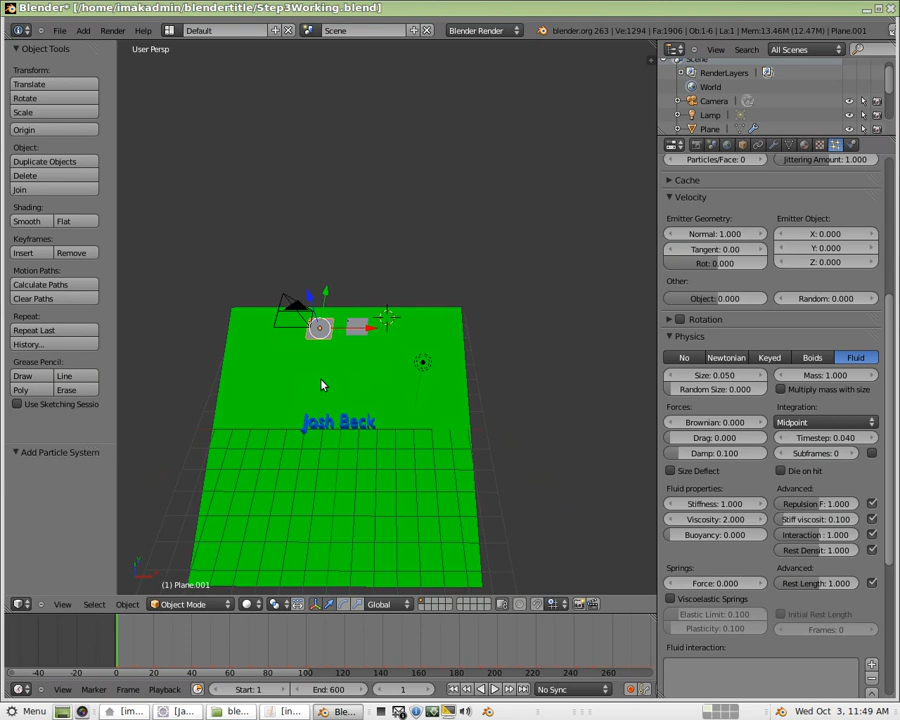 Blender* [/home/imakadmin/blendertitle/Step3Working.blend]
File Add Render Help Default Scene Blender Render blender.org 263 | Ve:1294 | Fa:1906 | Ob:1-6 | La:1 | Mem:13.46M (12.47M) | Plane.001
Object Tools
Transform:
Translate
Rotate
Scale
Origin
Object:
Duplicate Objects
Delete
Join
Shading:
Smooth Flat
Keyframes:
Insert Remove
Motion Paths:
Calculate Paths
Clear Paths
Repeat:
Repeat Last
History...
Grease Pencil:
Draw Line
Poly Erase
Use Sketching Sessio
Add Particle System
User Persp
Josh Beck
(1) Plane.001
View Select Object Object Mode Global
View Search All Scenes
Scene
RenderLayers
World
Camera
Lamp
Plane
Particles/Face: 0 Jittering Amount: 1.000
Cache
Velocity
Emitter Geometry: Emitter Object:
Normal: 1.000 X: 0.000
Tangent: 0.00 Y: 0.000
Rot: 0.000 Z: 0.000
Other:
Object: 0.000 Random: 0.000
Rotation
Physics
No Newtonian Keyed Boids Fluid
Size: 0.050 Mass: 1.000
Random Size: 0.000 Multiply mass with size
Forces: Integration:
Brownian: 0.000 Midpoint
Drag: 0.000 Timestep: 0.040
Damp: 0.100 Subframes: 0
Size Deflect Die on hit
Fluid properties: Advanced:
Stiffness: 1.000 Repulsion F: 1.000
Viscosity: 2.000 Stiff viscosit: 0.100
Buoyancy: 0.000 Interaction : 1.000
Rest Densit: 1.000
Springs: Advanced:
Force: 0.000 Rest Length: 1.000
Viscoelastic Springs
Elastic Limit: 0.100 Initial Rest Length
Plasticity: 0.100 Frames: 0
Fluid interaction:
-40 -20 0 20 40 60 80 100 120 140 160 180 200 220 240 260
View Marker Frame Playback Start: 1 End: 600 1 No Sync
Menu [im... [Ja... ble... [in... Ble... Wed Oct 3, 11:49 AM